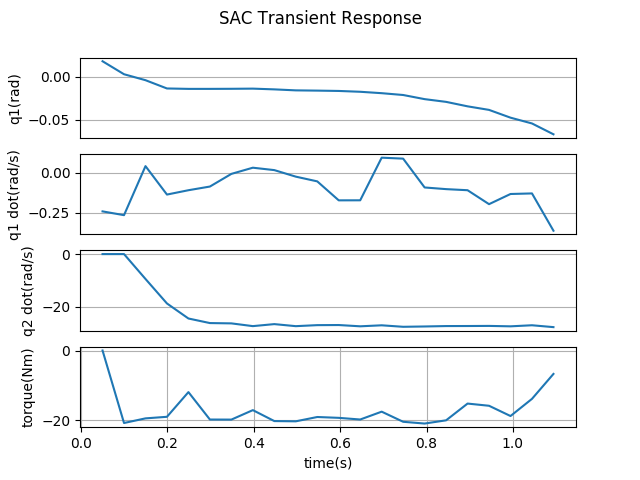 SAC Transient Response
q1(rad)
0.00
−0.05
q1 dot(rad/s)
0.00
−0.25
q2 dot(rad/s)
0
−20
torque(Nm)
0
−20
0.0 0.2 0.4 0.6 0.8 1.0
time(s)